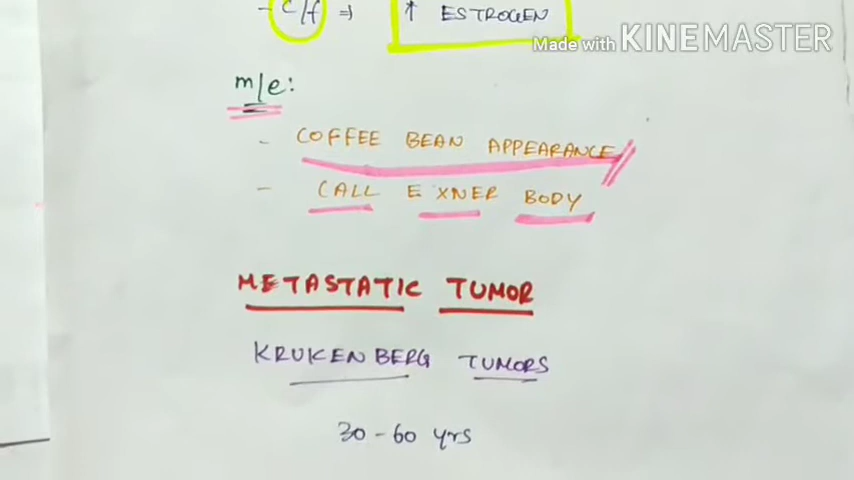 - C/f ⇒ ↑ ESTROGEN
Made with KINEMASTER
m/e:
- COFFEE BEAN APPEARANCE
- CALL EXNER BODY
METASTATIC TUMOR
KRUKENBERG TUMORS
30-60 yrs